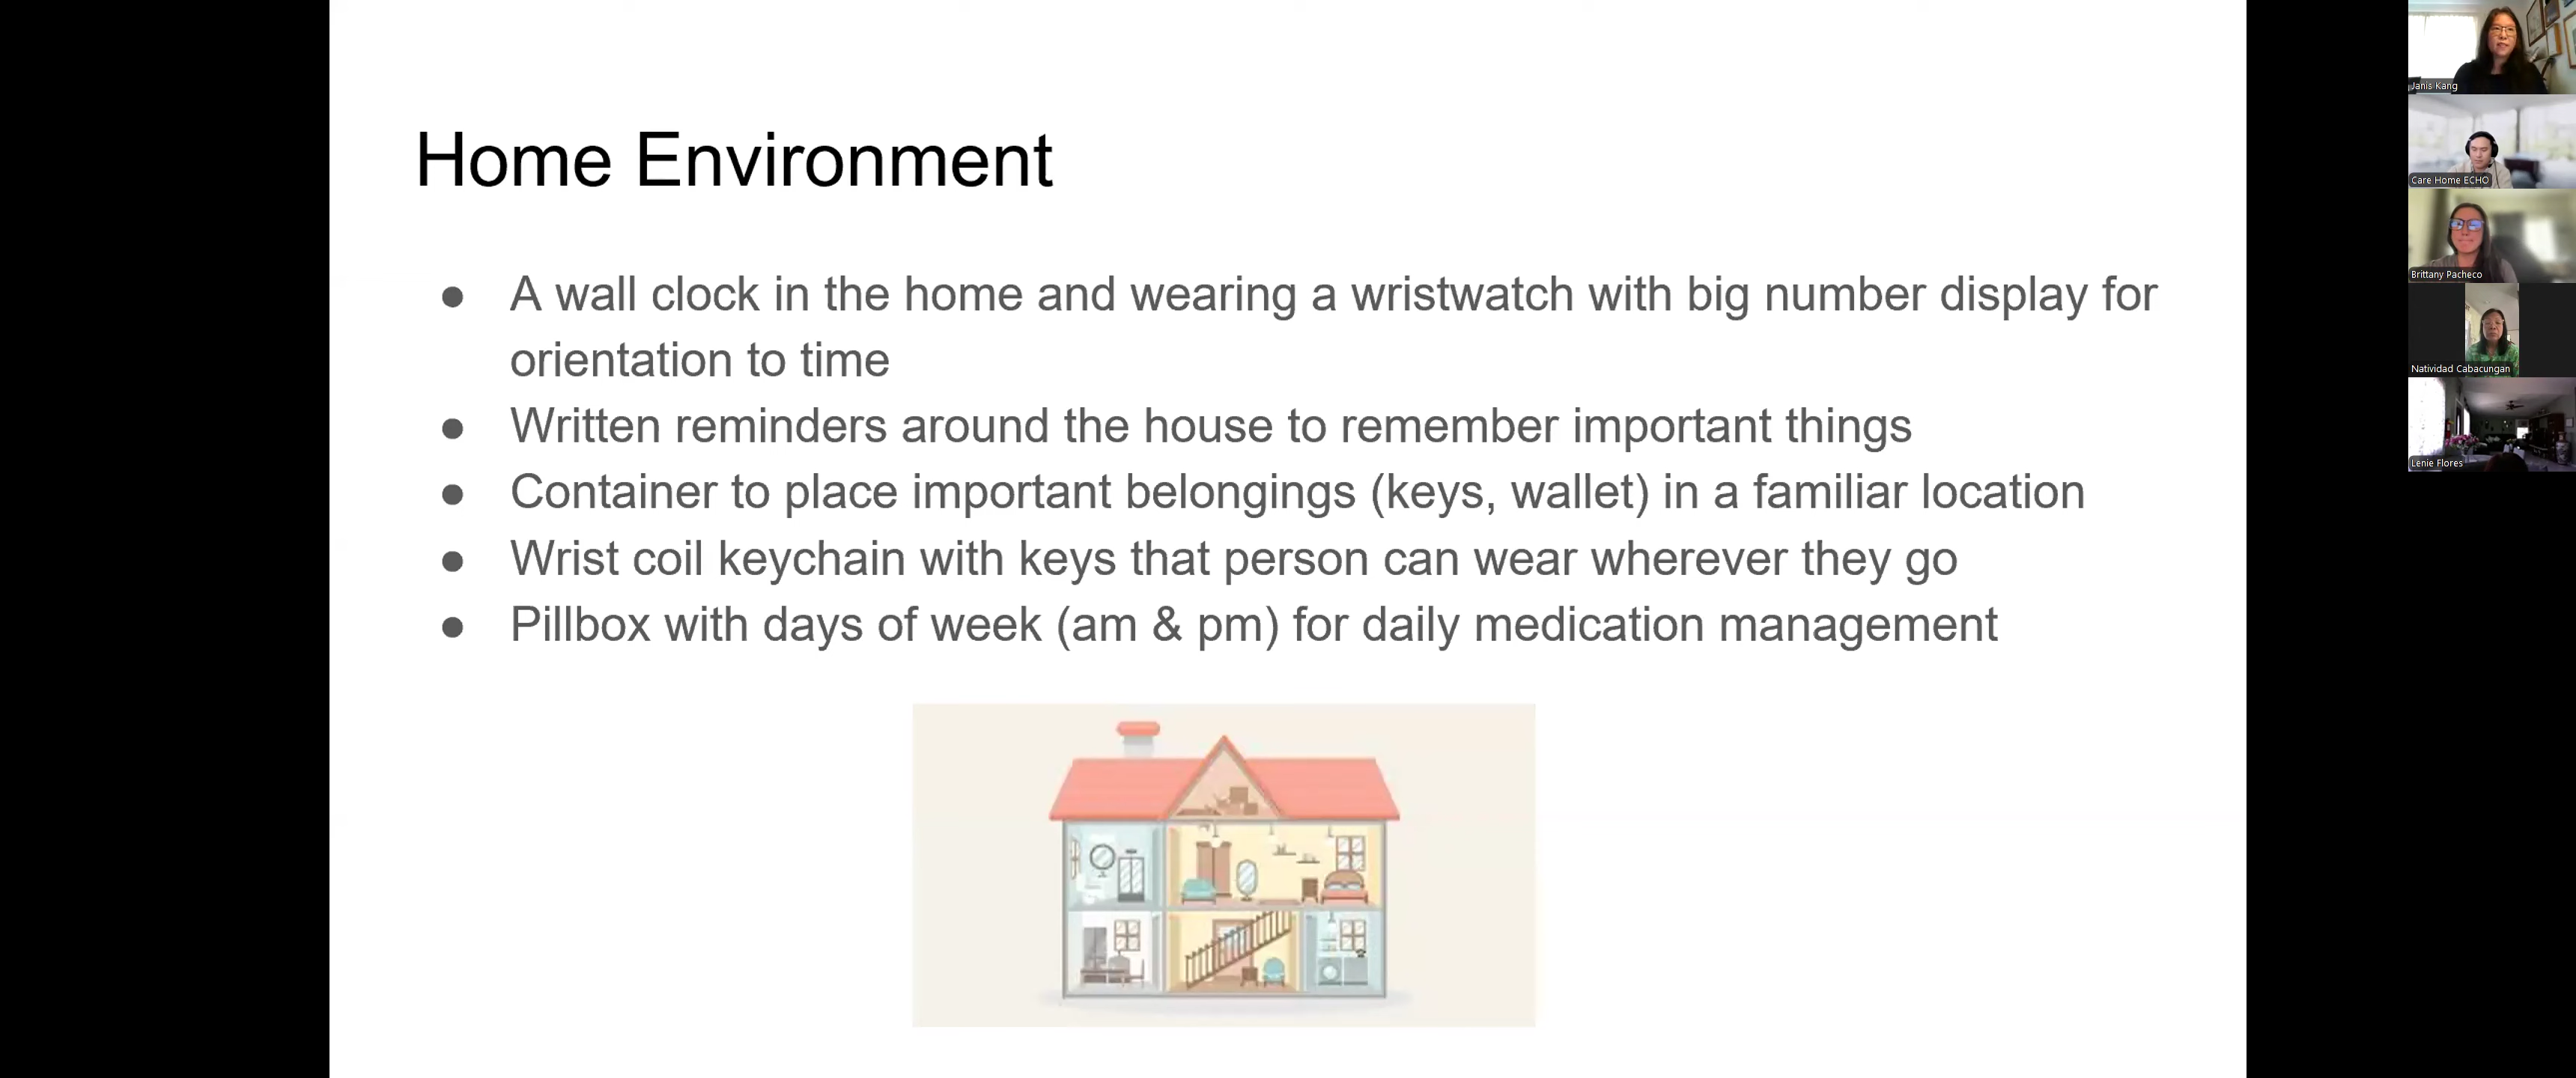 Home Environment
● A wall clock in the home and wearing a wristwatch with big number display for
orientation to time
● Written reminders around the house to remember important things
● Container to place important belongings (keys, wallet) in a familiar location
● Wrist coil keychain with keys that person can wear wherever they go
● Pillbox with days of week (am & pm) for daily medication management
Janis Kang
Care Home ECHO
Brittany Pacheco
Natividad Cabacungan
Lenie Flores